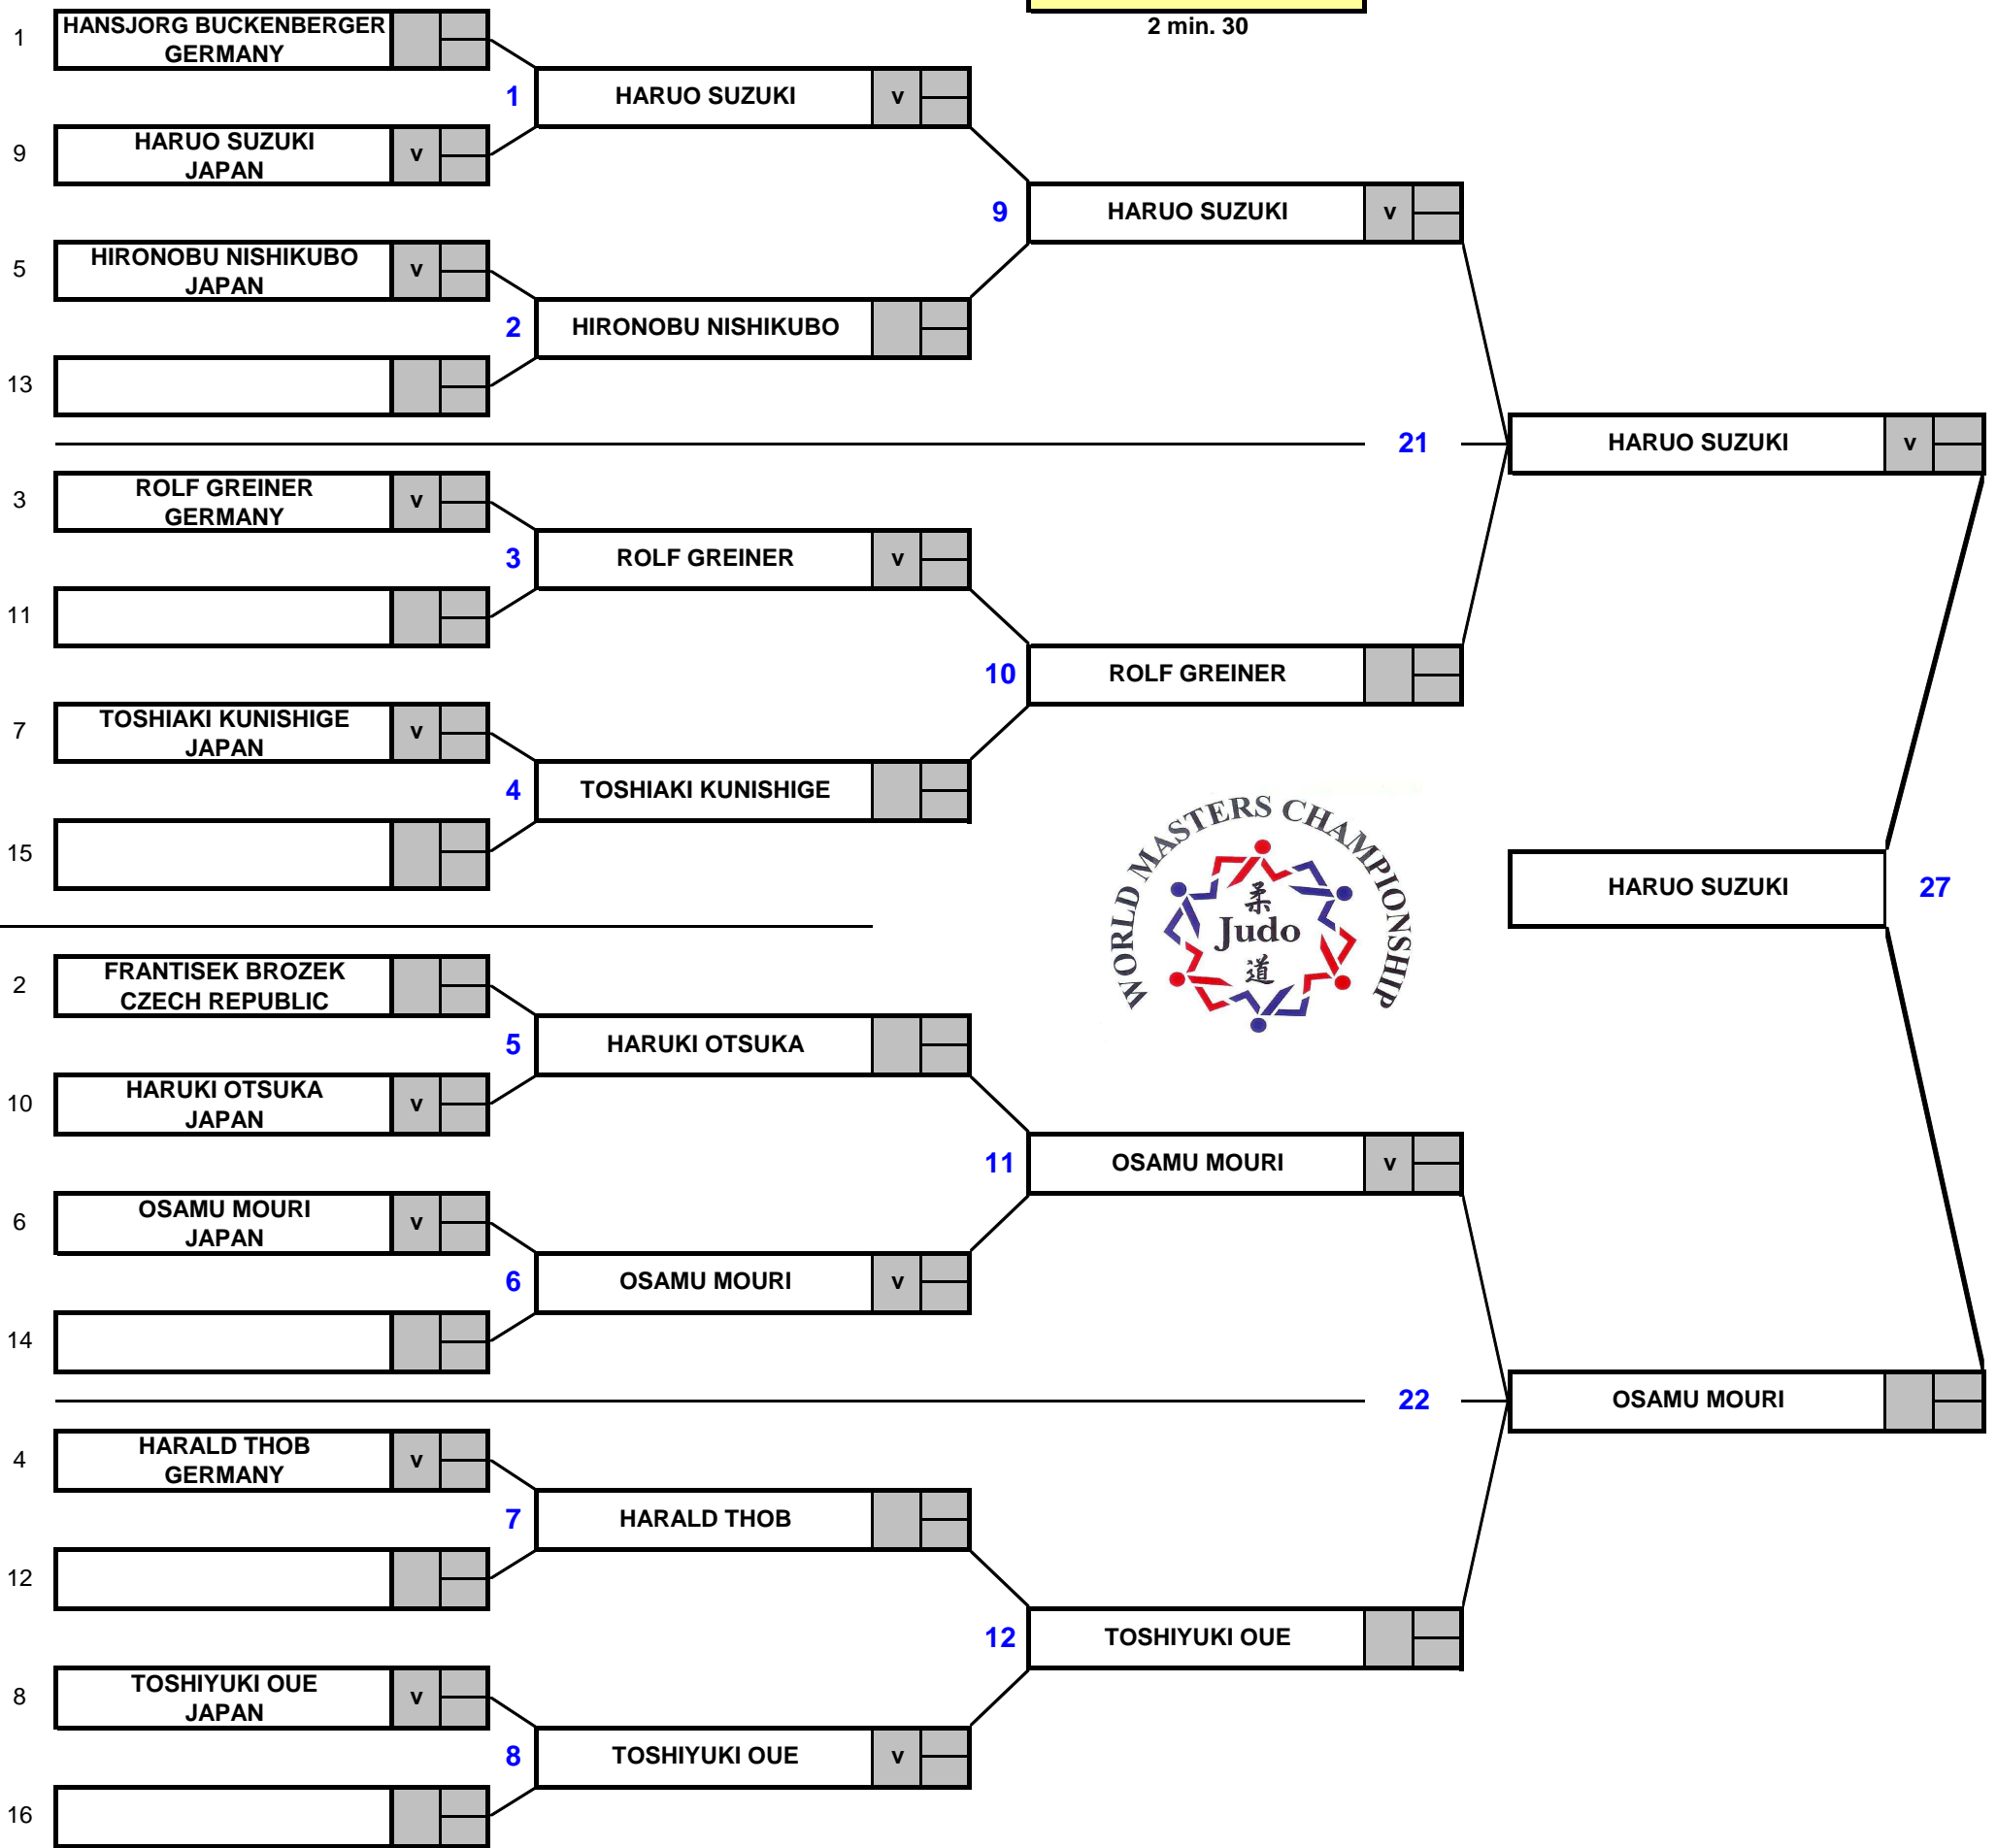 2 min. 30
1
HANSJORG BUCKENBERGER
GERMANY
1
HARUO SUZUKI
v
9
HARUO SUZUKI
JAPAN
v
9
HARUO SUZUKI
v
5
HIRONOBU NISHIKUBO
JAPAN
v
2
HIRONOBU NISHIKUBO
13
21
HARUO SUZUKI
v
3
ROLF GREINER
GERMANY
v
3
ROLF GREINER
v
11
10
ROLF GREINER
7
TOSHIAKI KUNISHIGE
JAPAN
v
4
TOSHIAKI KUNISHIGE
15
WORLD MASTERS CHAMPIONSHIP
柔
Judo
道
HARUO SUZUKI
27
2
FRANTISEK BROZEK
CZECH REPUBLIC
5
HARUKI OTSUKA
10
HARUKI OTSUKA
JAPAN
v
11
OSAMU MOURI
v
6
OSAMU MOURI
JAPAN
v
6
OSAMU MOURI
v
14
22
OSAMU MOURI
4
HARALD THOB
GERMANY
v
7
HARALD THOB
12
12
TOSHIYUKI OUE
8
TOSHIYUKI OUE
JAPAN
v
8
TOSHIYUKI OUE
v
16